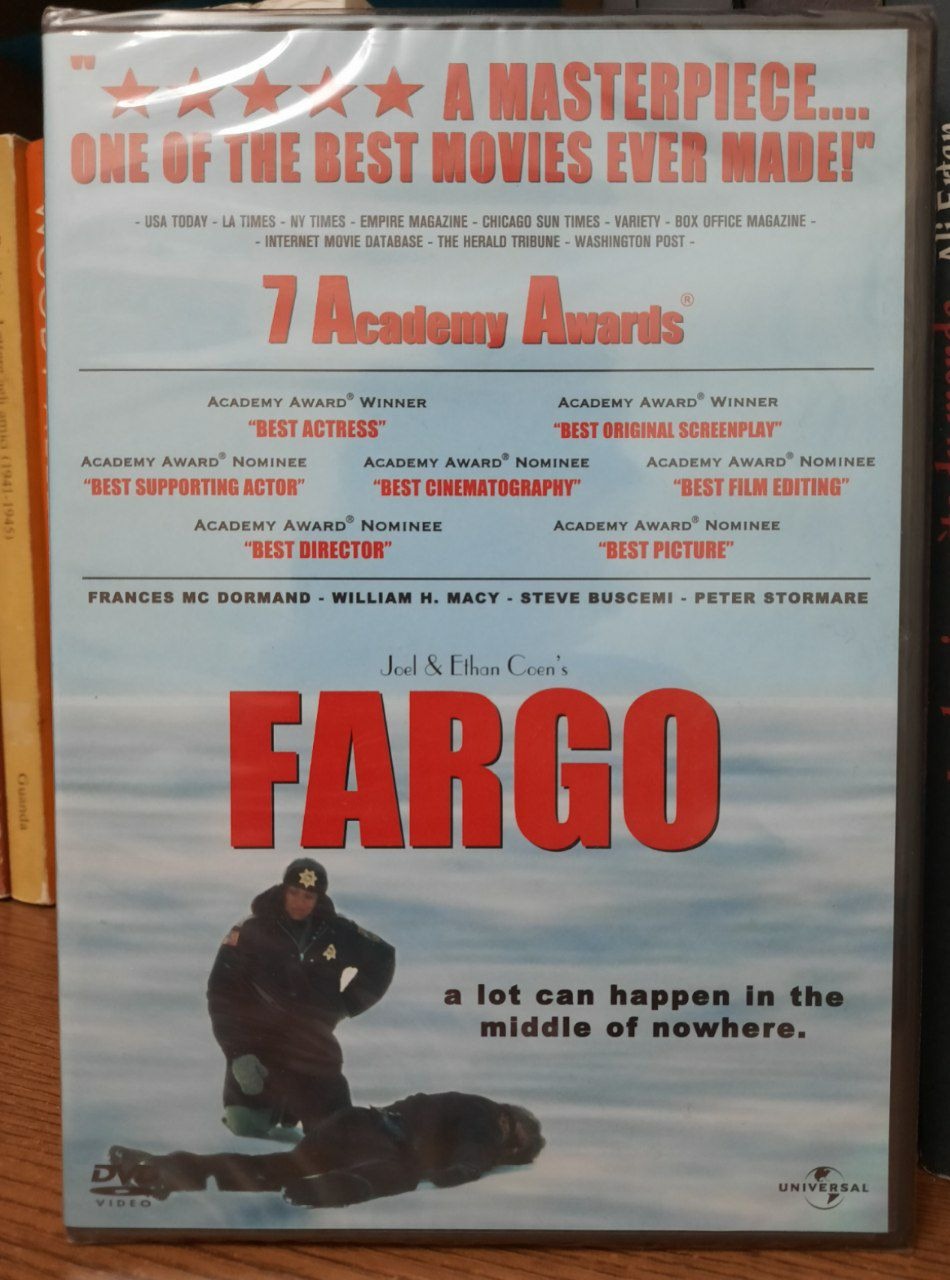 "★★★★★ A MASTERPIECE....
ONE OF THE BEST MOVIES EVER MADE!"
- USA TODAY - LA TIMES - NY TIMES - EMPIRE MAGAZINE - CHICAGO SUN TIMES - VARIETY - BOX OFFICE MAGAZINE -
- INTERNET MOVIE DATABASE - THE HERALD TRIBUNE - WASHINGTON POST -
7 Academy Awards®
ACADEMY AWARD® WINNER
"BEST ACTRESS"
ACADEMY AWARD® WINNER
"BEST ORIGINAL SCREENPLAY"
ACADEMY AWARD® NOMINEE
"BEST SUPPORTING ACTOR"
ACADEMY AWARD® NOMINEE
"BEST CINEMATOGRAPHY"
ACADEMY AWARD® NOMINEE
"BEST FILM EDITING"
ACADEMY AWARD® NOMINEE
"BEST DIRECTOR"
ACADEMY AWARD® NOMINEE
"BEST PICTURE"
FRANCES MC DORMAND - WILLIAM H. MACY - STEVE BUSCEMI - PETER STORMARE
Joel & Ethan Coen's
FARGO
a lot can happen in the
middle of nowhere.
DVD
VIDEO
UNIVERSAL
(1941-1945)
Guanda